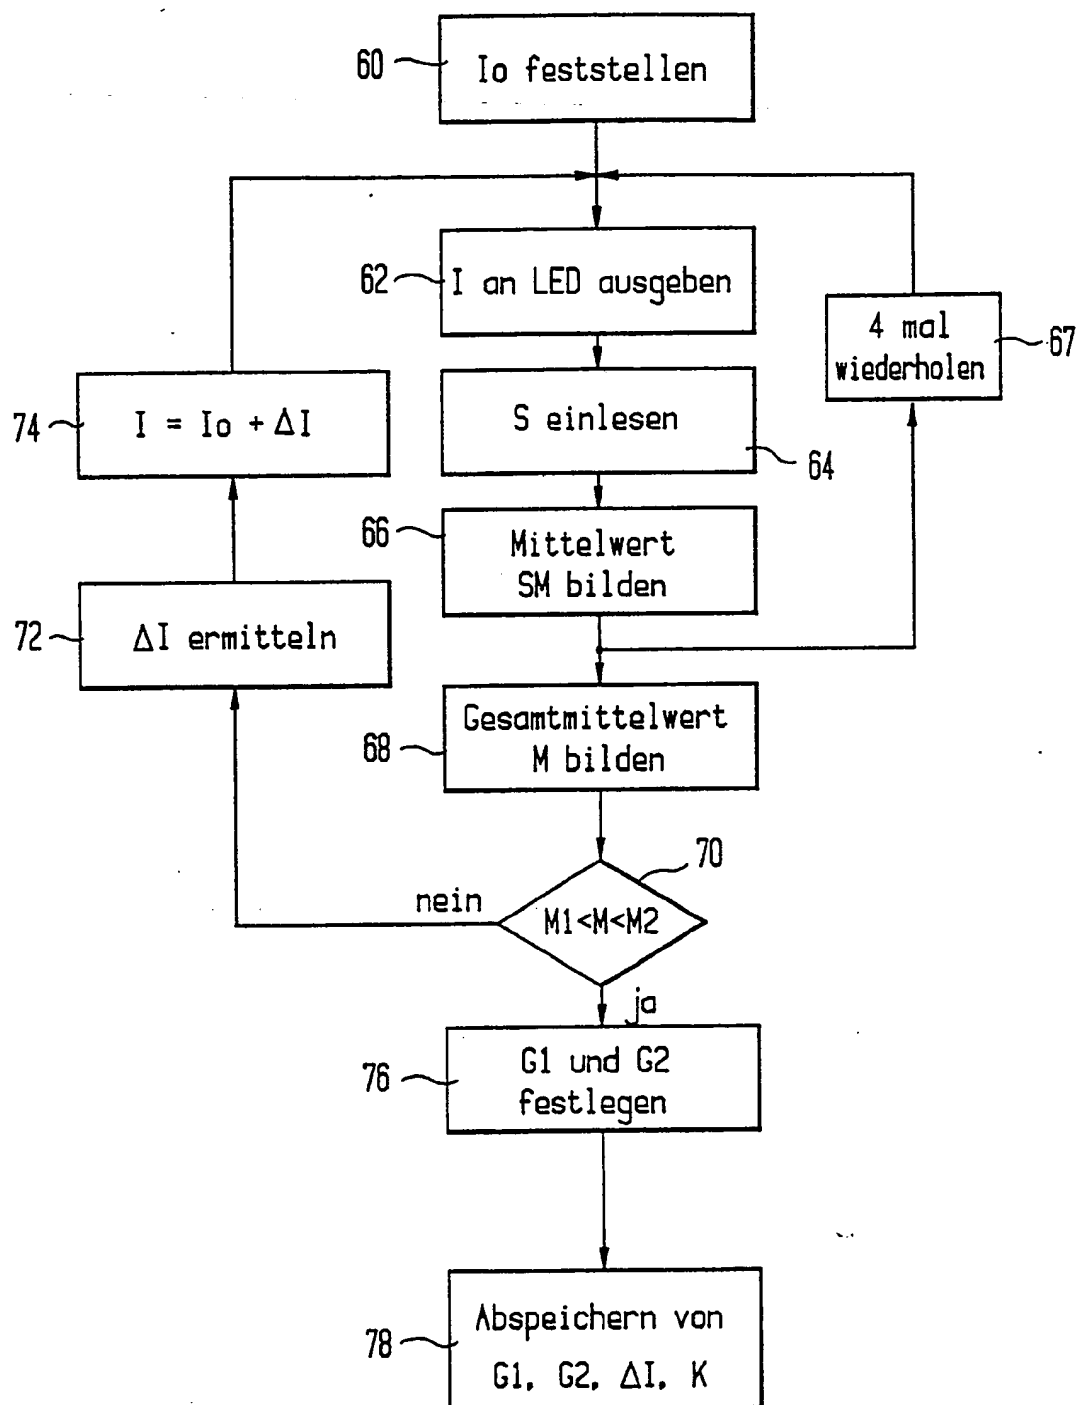 60
Io feststellen
62
I an LED ausgeben
4 mal
wiederholen
67
74
I = Io + ΔI
S einlesen
64
66
Mittelwert
SM bilden
72
ΔI ermitteln
68
Gesamtmittelwert
M bilden
70
nein
M1<M<M2
ja
76
G1 und G2
festlegen
78
Abspeichern von
G1, G2, ΔI, K